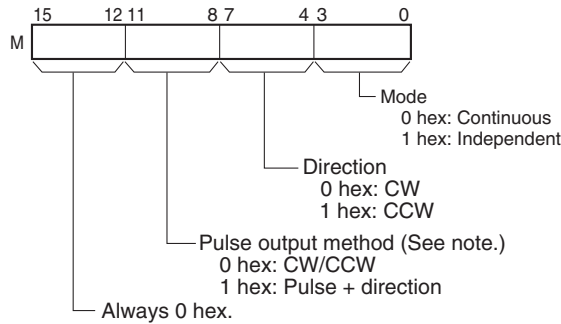 15 12 11 8 7 4 3 0
M
Mode
0 hex: Continuous
1 hex: Independent
Direction
0 hex: CW
1 hex: CCW
Pulse output method (See note.)
0 hex: CW/CCW
1 hex: Pulse + direction
Always 0 hex.